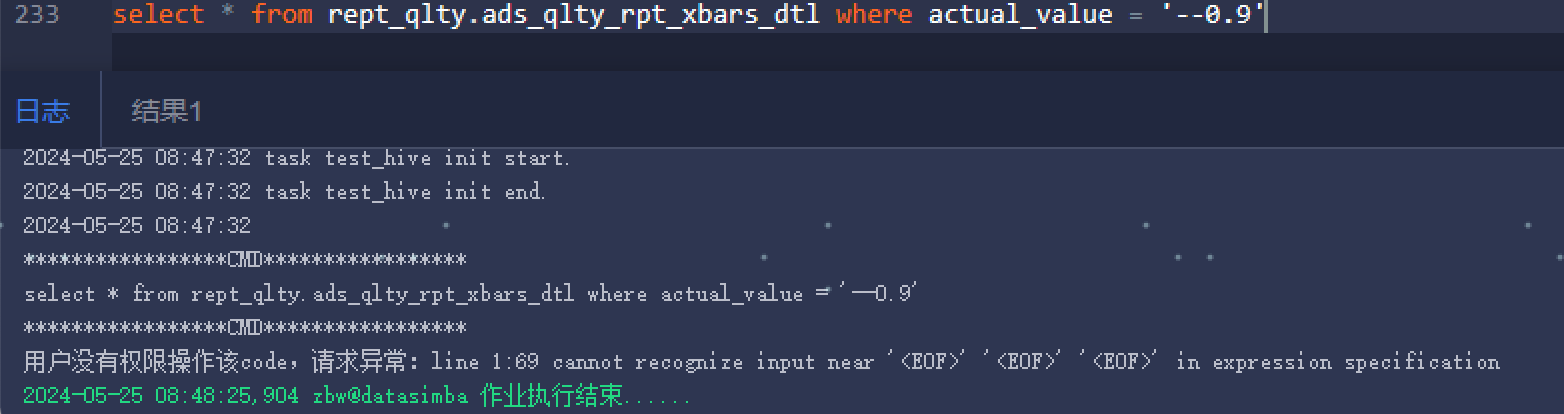 233 select * from rept_qlty.ads_qlty_rpt_xbars_dtl where actual_value = '--0.9'
日志 结果1
2024-05-25 08:47:32 task test_hive init start.
2024-05-25 08:47:32 task test_hive init end.
2024-05-25 08:47:32
*****************CMD*****************
select * from rept_qlty.ads_qlty_rpt_xbars_dtl where actual_value = '--0.9'
*****************CMD*****************
用户没有权限操作该code，请求异常：line 1:69 cannot recognize input near '<EOF>' '<EOF>' '<EOF>' in expression specification
2024-05-25 08:48:25,904 zbw@datasimba 作业执行结束......